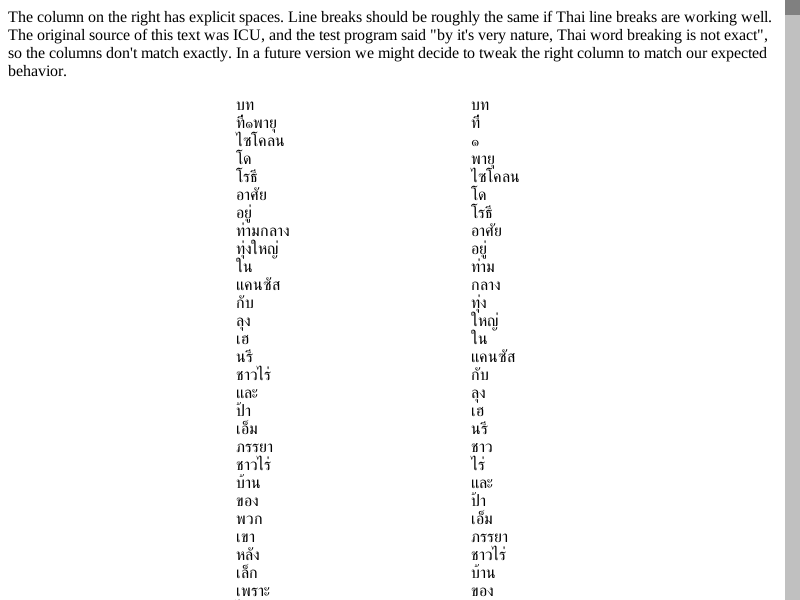 The column on the right has explicit spaces. Line breaks should be roughly the same if Thai line breaks are working well.
The original source of this text was ICU, and the test program said "by it's very nature, Thai word breaking is not exact",
so the columns don't match exactly. In a future version we might decide to tweak the right column to match our expected
behavior.
บท
ที่๑พายุ
ไซโคลน
โด
โรธี
อาศัย
อยู่
ท่ามกลาง
ทุ่งใหญ่
ใน
แคนซัส
กับ
ลุง
เฮ
นรี
ชาวไร่
และ
ป้า
เอ็ม
ภรรยา
ชาวไร่
บ้าน
ของ
พวก
เขา
หลัง
เล็ก
เพราะ
บท
ที่
๑
พายุ
ไซโคลน
โด
โรธี
อาศัย
อยู่
ท่าม
กลาง
ทุ่ง
ใหญ่
ใน
แคนซัส
กับ
ลุง
เฮ
นรี
ชาว
ไร่
และ
ป้า
เอ็ม
ภรรยา
ชาวไร่
บ้าน
ของ